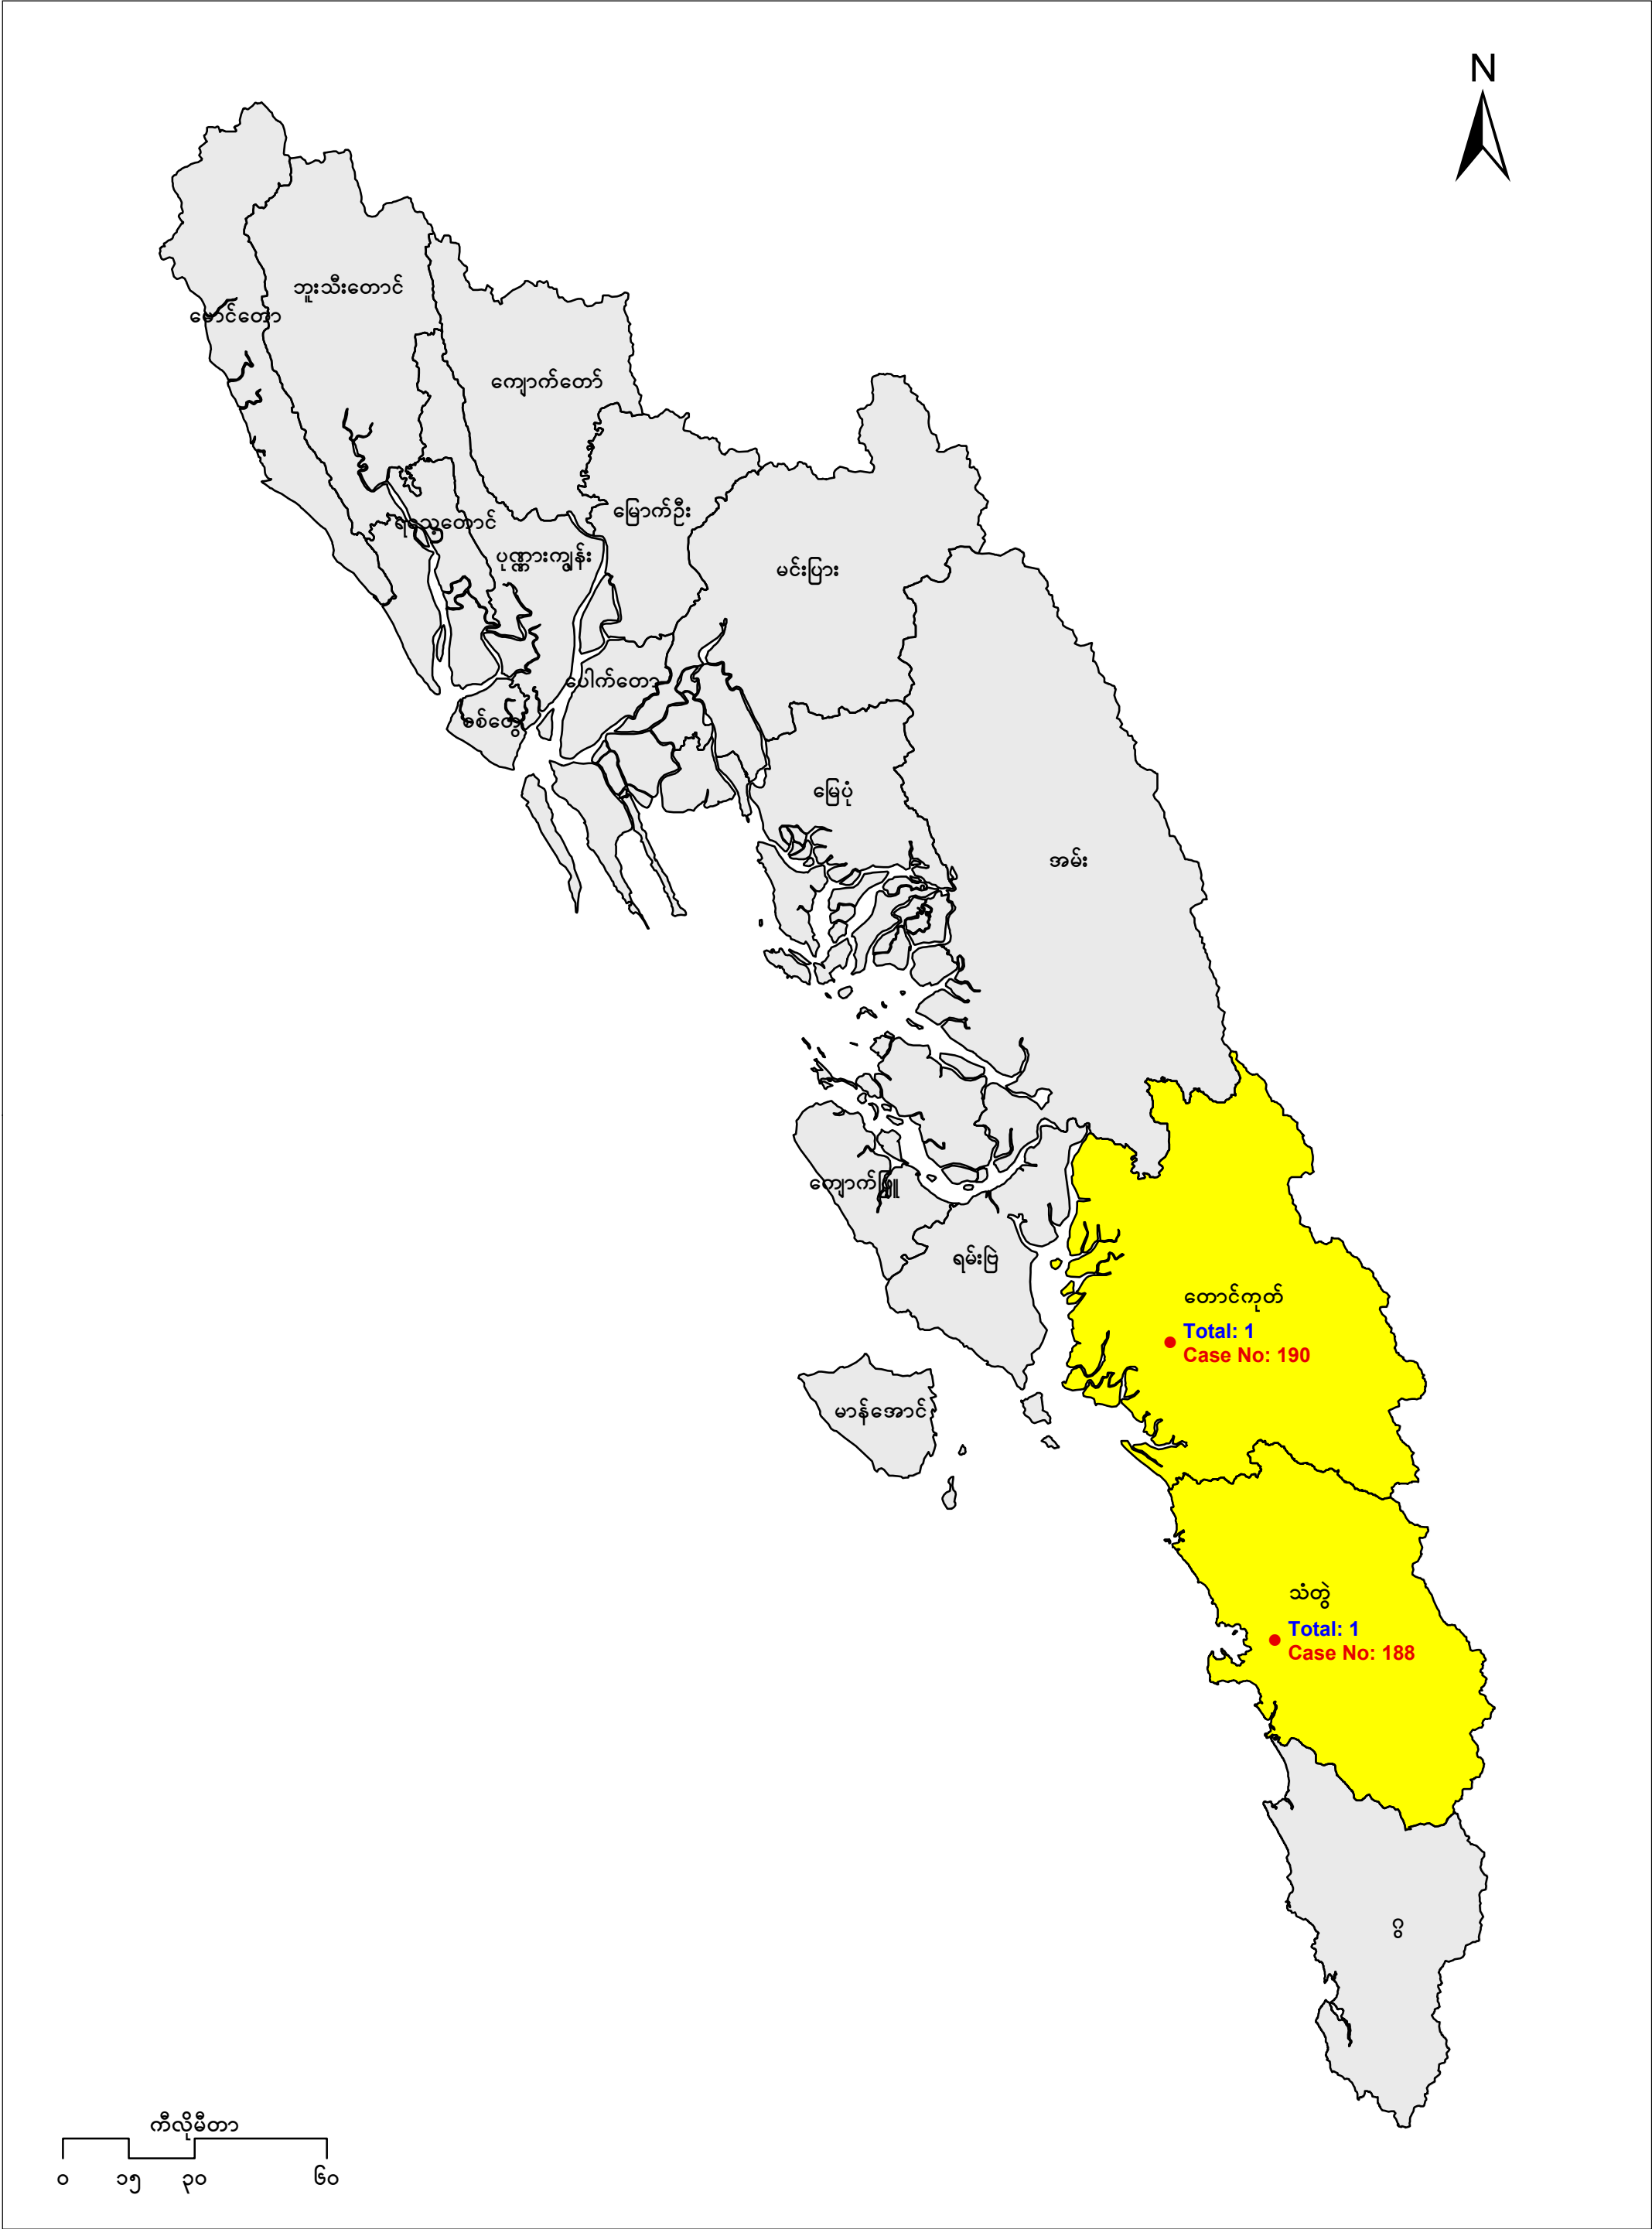 N
ဘူးသီးတောင်
မောင်တော
ကျောက်တော်
မြောက်ဦး
ရသေ့တောင်
ပုဏ္ဏားကျွန်း
မင်းပြား
ပေါက်တော
စစ်တွေ
မြေပုံ
အမ်း
ကျောက်ဖြူ
ရမ်းဗြဲ
တောင်ကုတ်
Total: 1
Case No: 190
မာန်အောင်
သံတွဲ
Total: 1
Case No: 188
ဂွ
ကီလိုမီတာ
၀ ၁၅ ၃၀ ၆၀